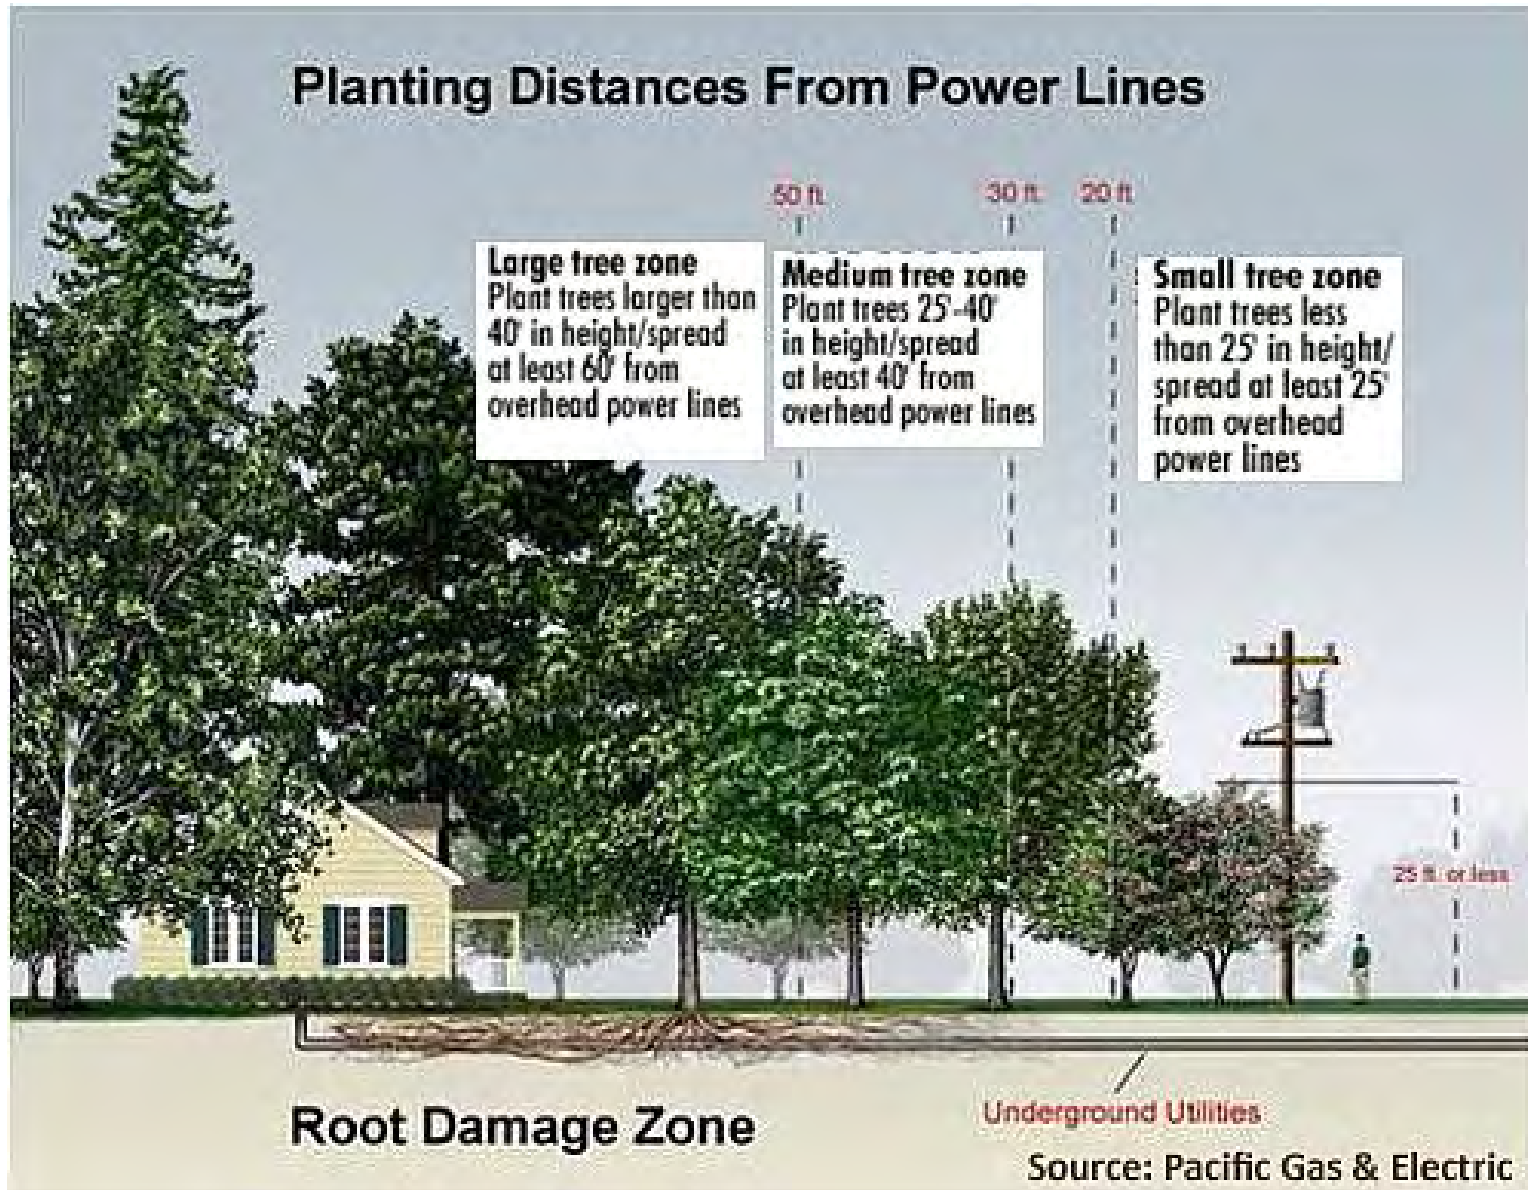 Planting Distances From Power Lines
50 ft.
30 ft.
20 ft.
Large tree zone
Plant trees larger than
40' in height/spread
at least 60' from
overhead power lines
Medium tree zone
Plant trees 25'-40'
in height/spread
at least 40' from
overhead power lines
Small tree zone
Plant trees less
than 25' in height/
spread at least 25'
from overhead
power lines
25 ft. or less
Underground Utilities
Root Damage Zone
Source: Pacific Gas & Electric